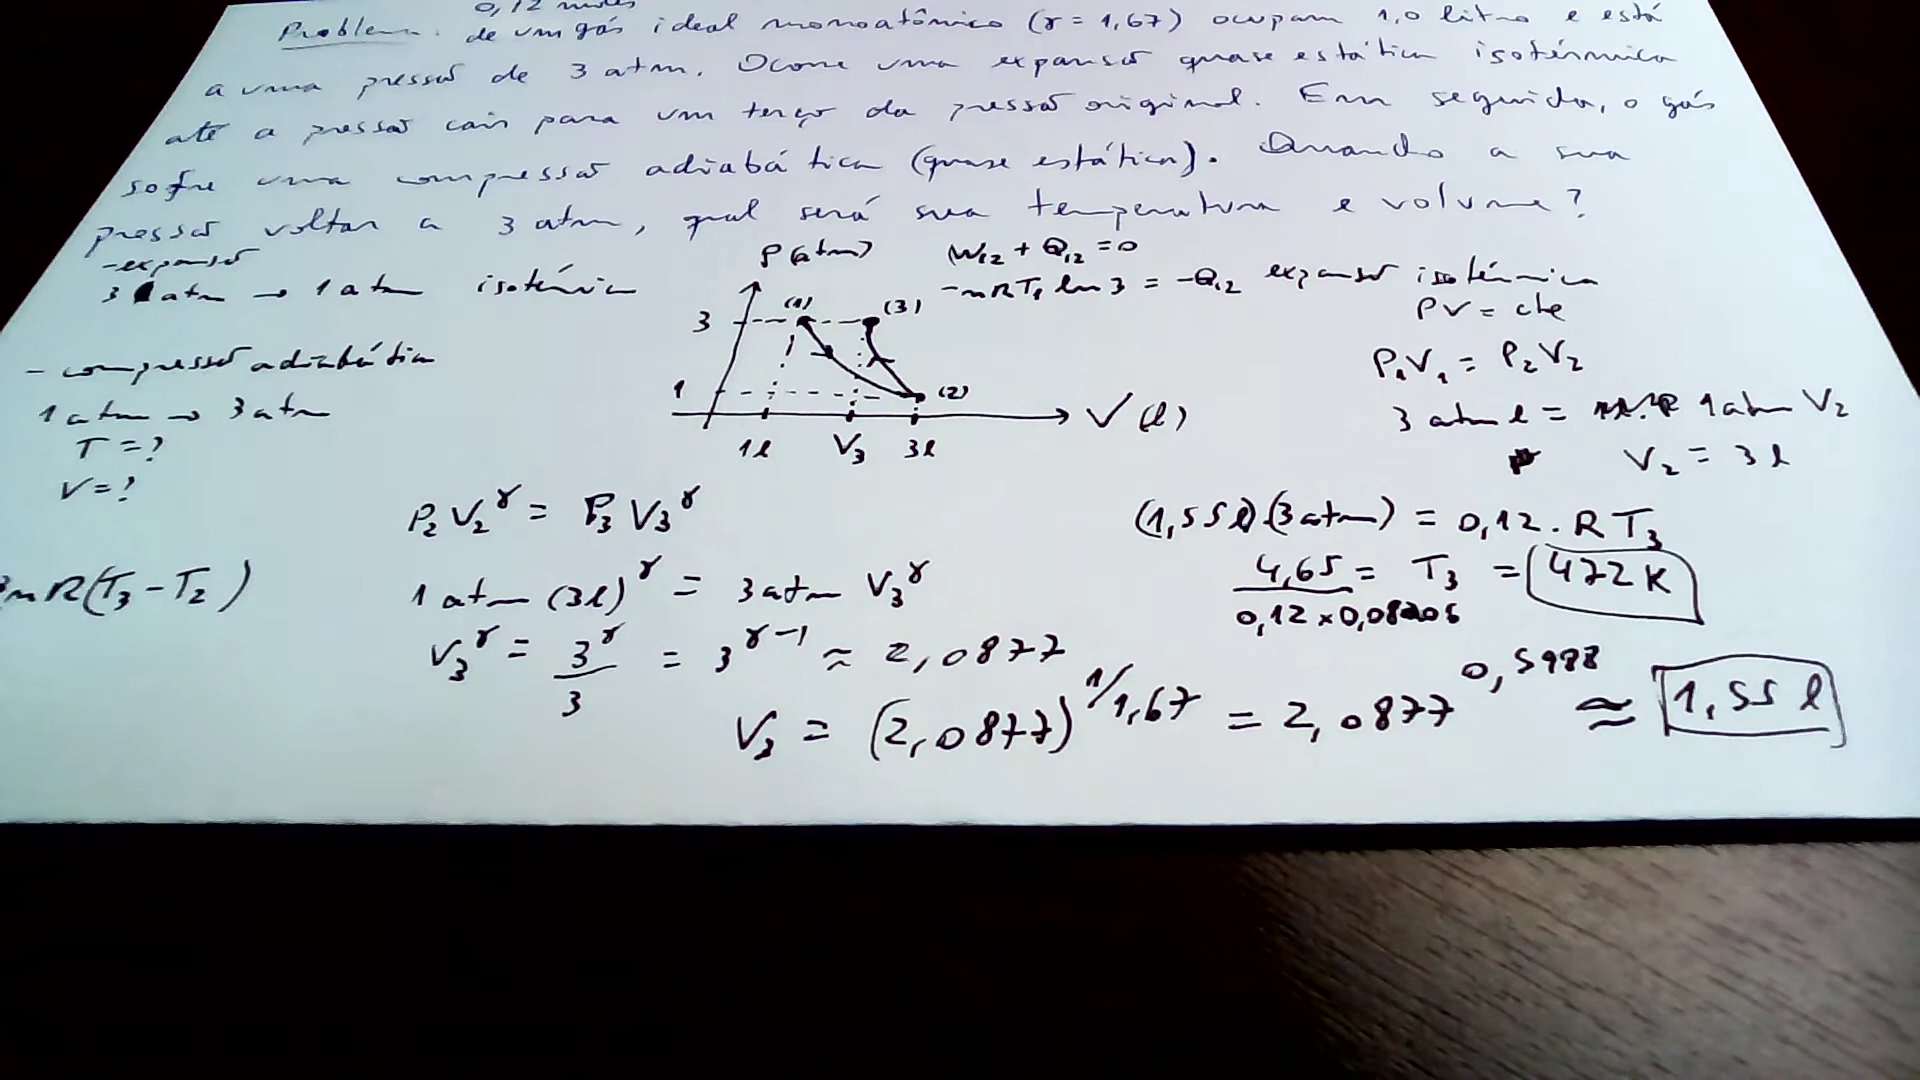 0,12 moles
Problema. de um gás ideal monoatômico (γ = 1,67) ocupam 1,0 litro e está
a uma pressão de 3 atm. Ocorre uma expansão quase estática isotérmica
até a pressão cair para um terço da pressão original. Em seguida, o gás
sofre uma compressão adiabática (quase estática). Quando a sua
pressão voltar a 3 atm, qual será sua temperatura e volume?
- expansão
3 atm → 1 atm isotérmica
- compressão adiabática
1 atm → 3 atm
T = ?
V = ?
P (atm)
3
1
(1)
(3)
(2)
1l V₃ 3l
V (l)
W₁₂ + Q₁₂ = 0
-nRT₁ ln 3 = -Q₁₂ expansão isotérmica
PV = cte
P₁V₁ = P₂V₂
3 atm l = 1 atm V₂
V₂ = 3l
nR(T₃ - T₂)
P₂V₂^γ = P₃V₃^γ
1 atm (3l)^γ = 3 atm V₃^γ
V₃^γ = 3^γ/3 = 3^γ-1 ≈ 2,0877
V₃ = (2,0877)^1/1,67 = 2,0877^0,5988 ≈ 1,55 l
(1,55 l).(3 atm) = 0,12 . R T₃
4,65 / 0,12 x 0,08206 = T₃ = 472 K